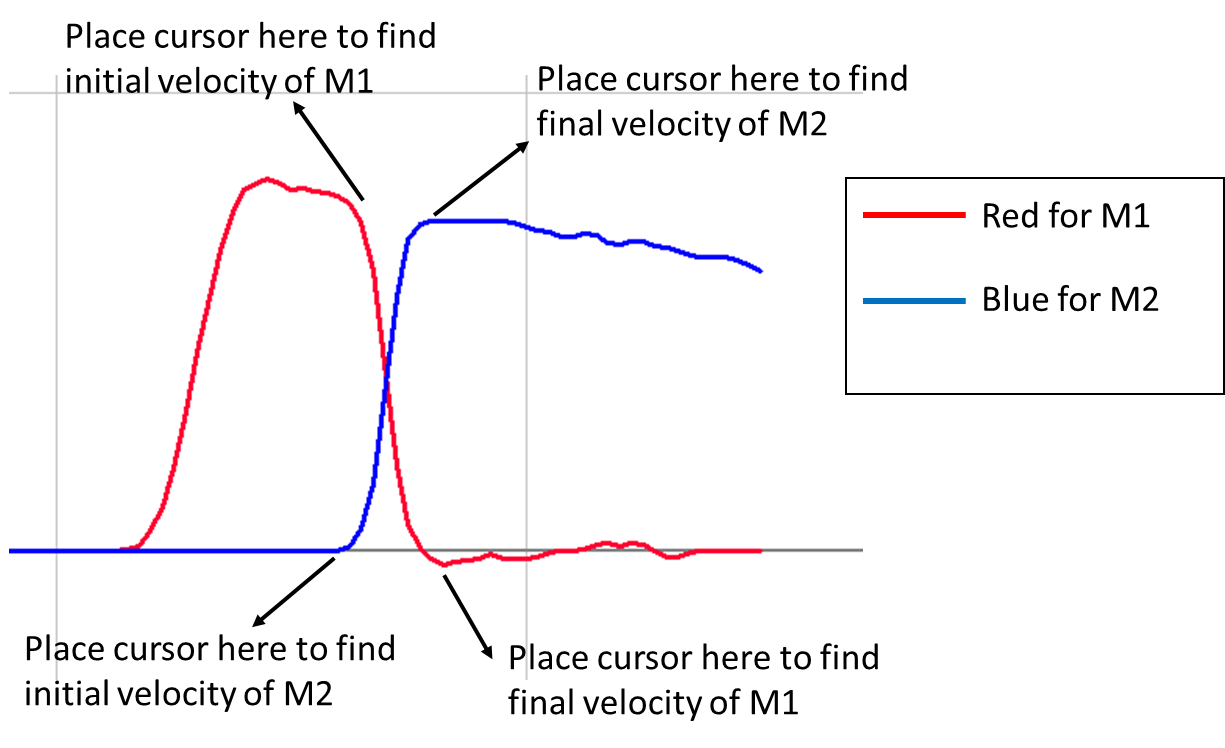 Place cursor here to find
initial velocity of M1
Place cursor here to find
final velocity of M2
Red for M1
Blue for M2
Place cursor here to find
initial velocity of M2
Place cursor here to find
final velocity of M1